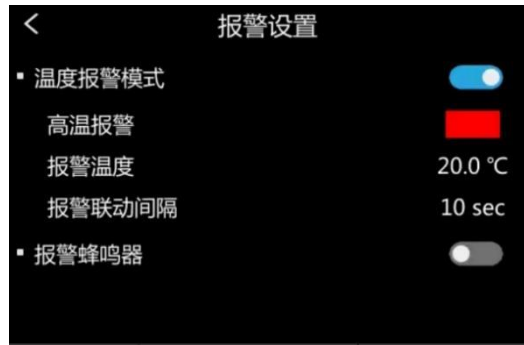 报警设置
温度报警模式
高温报警
报警温度 20.0 ℃
报警联动间隔 10 sec
报警蜂鸣器